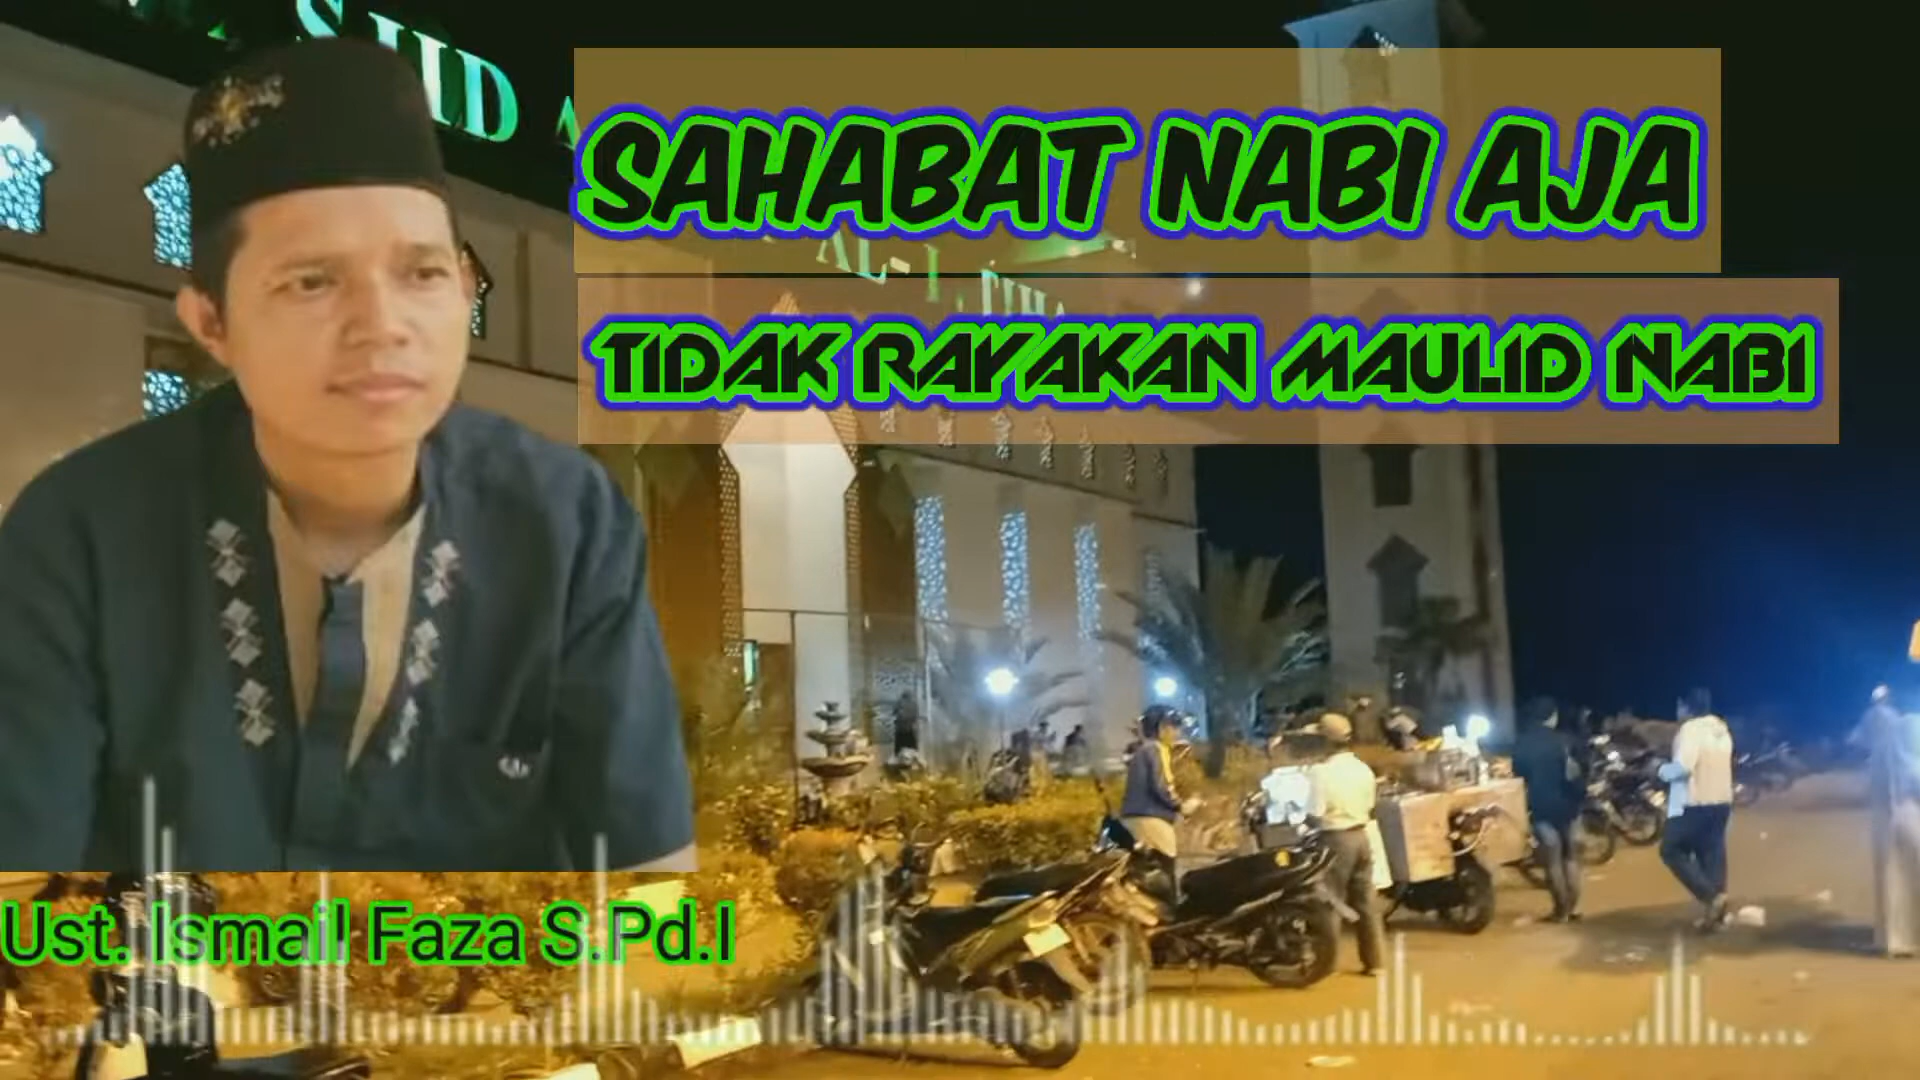 SAHABAT NABI AJA
TIDAK RAYAKAN MAULID NABI
Ust. Ismail Faza S.Pd.I